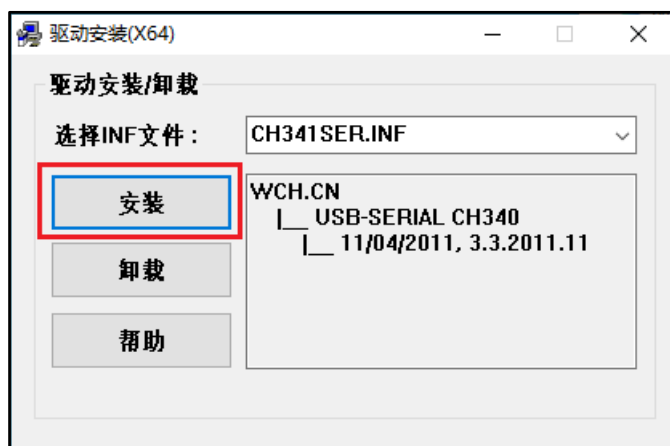 驱动安装(X64)
驱动安装/卸载
选择INF文件：
CH341SER.INF
安装
卸载
帮助
WCH.CN
|__ USB-SERIAL CH340
|__ 11/04/2011, 3.3.2011.11